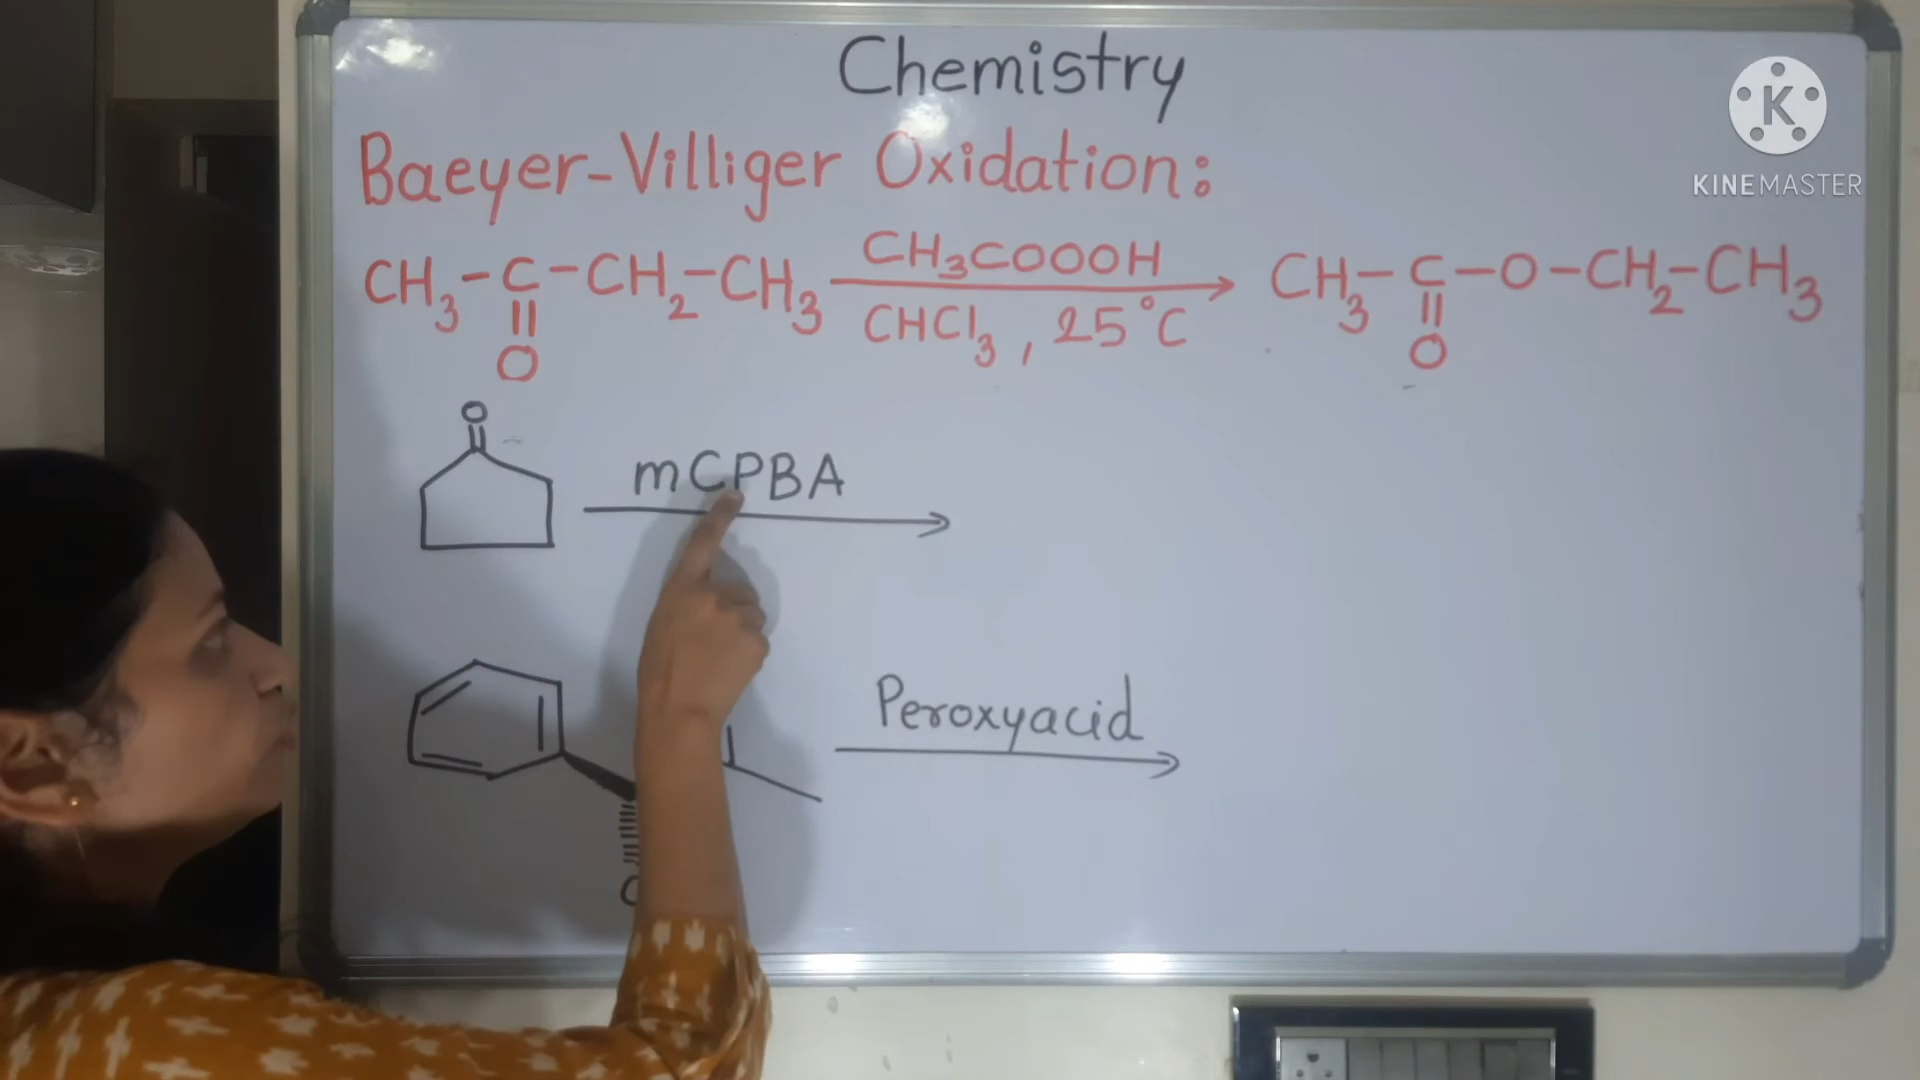 Chemistry
K
KINEMASTER
Baeyer-Villiger Oxidation:
CH₃-C-CH₂-CH₃ CH₃COOOH CH₃-C-O-CH₂-CH₃
O CHCl₃, 25°C O
O
mCPBA
Peroxyacid